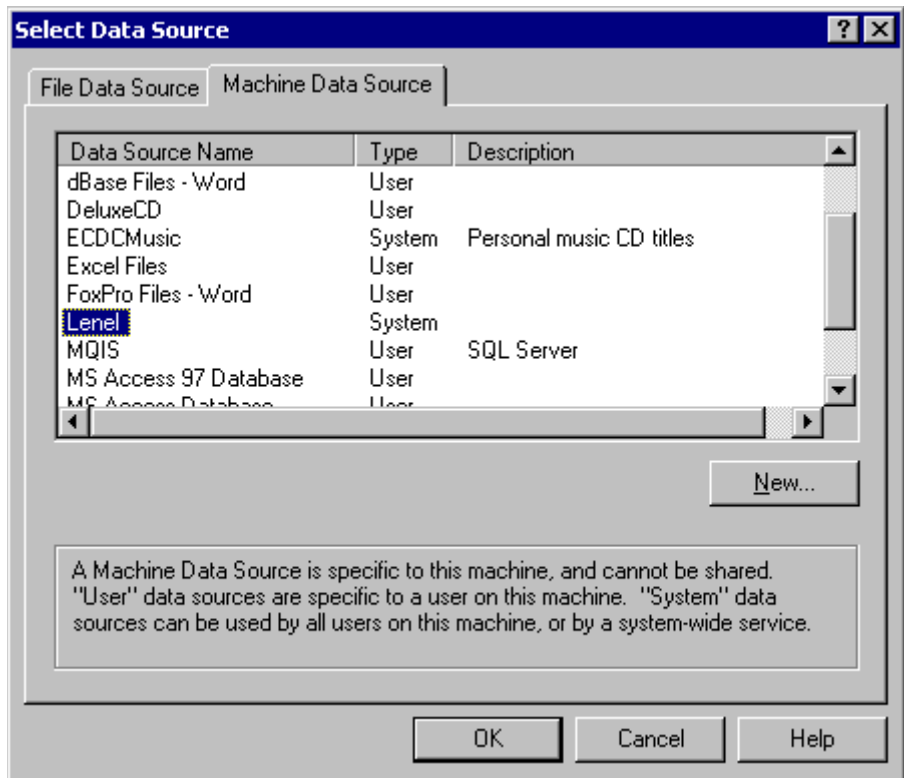 Select Data Source
File Data Source Machine Data Source
Data Source Name Type Description
dBase Files - Word User
DeluxeCD User
ECDCMusic System Personal music CD titles
Excel Files User
FoxPro Files - Word User
Lenel System
MQIS User SQL Server
MS Access 97 Database User
MS Access Database User
New...
A Machine Data Source is specific to this machine, and cannot be shared.
"User" data sources are specific to a user on this machine. "System" data
sources can be used by all users on this machine, or by a system-wide service.
OK Cancel Help